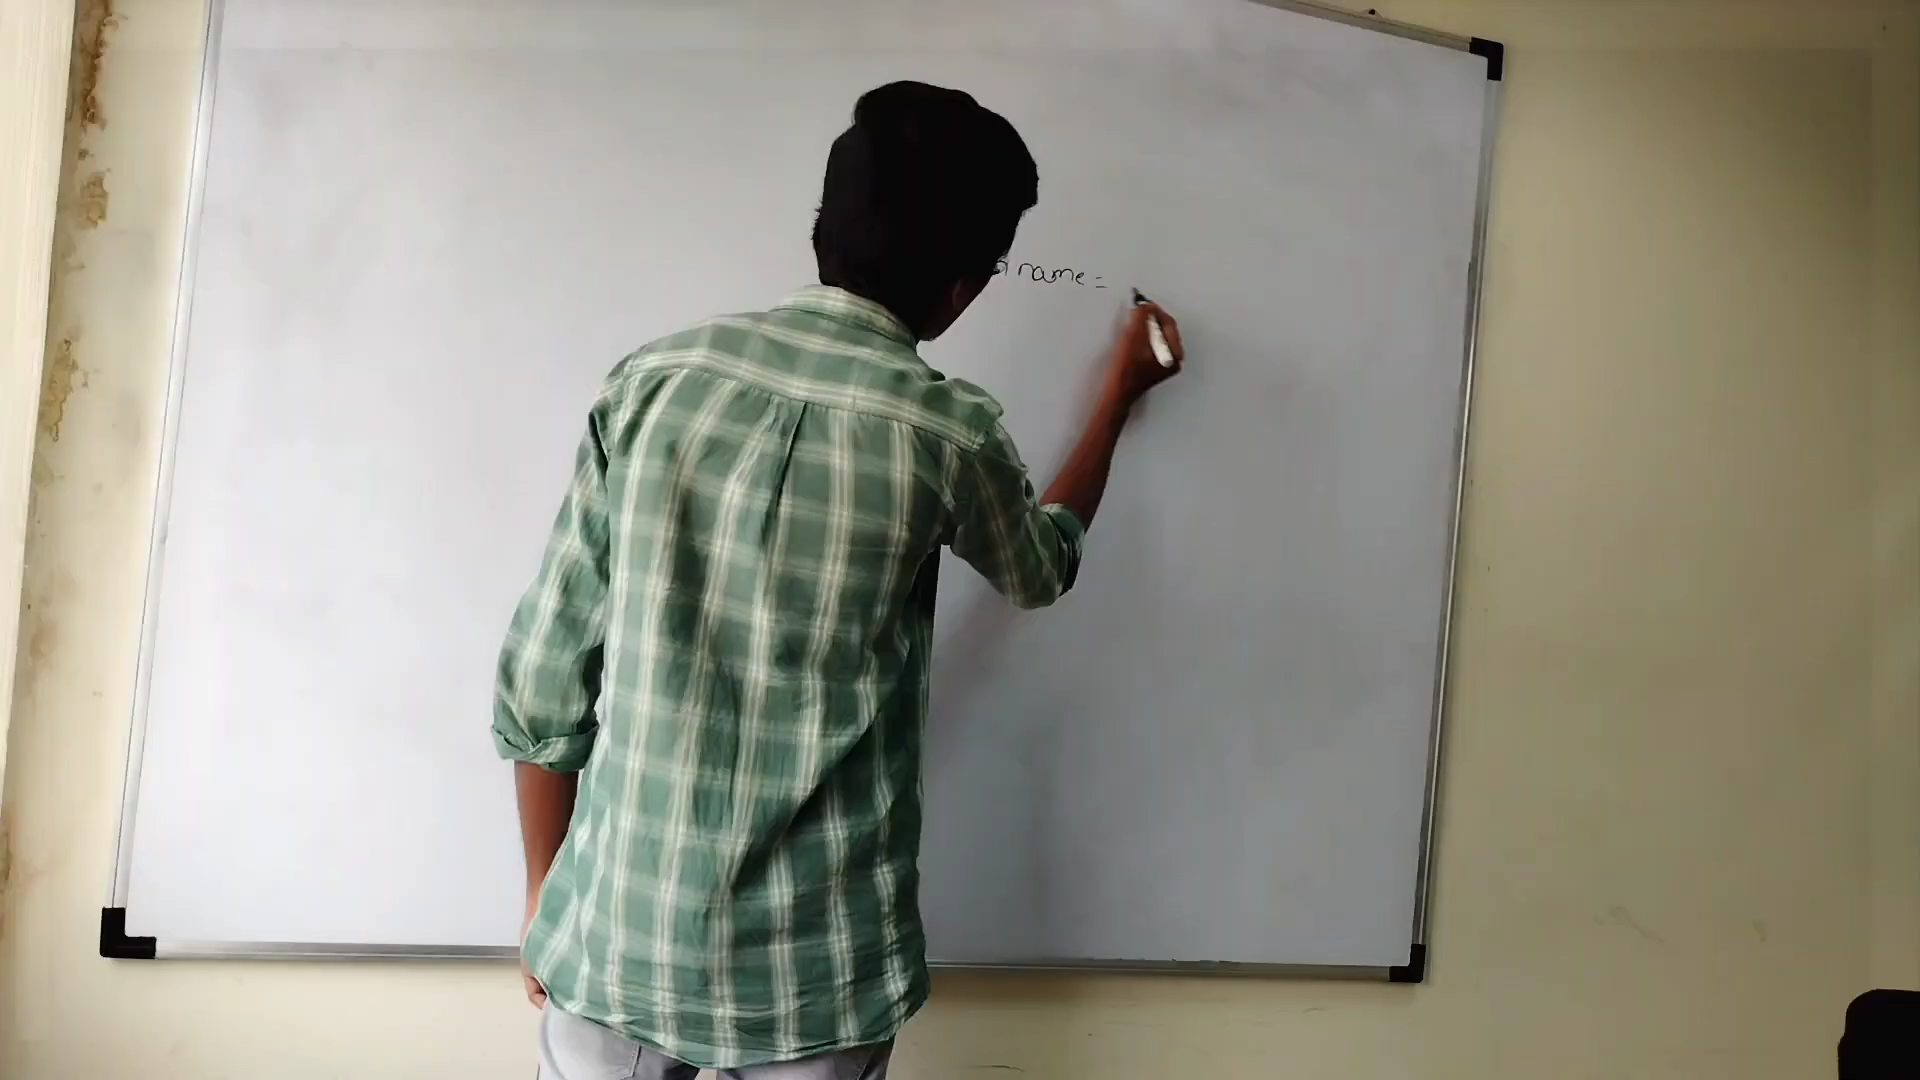 name =